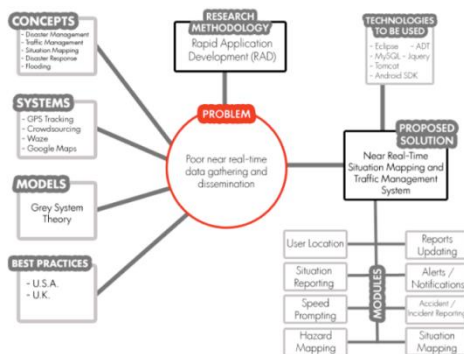 CONCEPTS
- Disaster Management
- Traffic Management
- Situation Mapping
- Disaster Response
- Flooding
SYSTEMS
- GPS Tracking
- Crowdsourcing
- Waze
- Google Maps
MODELS
Grey System
Theory
BEST PRACTICES
- U.S.A.
- U.K.
RESEARCH
METHODOLOGY
Rapid Application
Development (RAD)
PROBLEM
Poor near real-time
data gathering and
dissemination
TECHNOLOGIES
TO BE USED
- Eclipse - ADT
- MySQL - Jquery
- Tomcat
- Android SDK
PROPOSED
SOLUTION
Near Real-Time
Situation Mapping and
Traffic Management
System
MODULES
User Location
Situation
Reporting
Speed
Prompting
Hazard
Mapping
Reports
Updating
Alerts /
Notifications
Accident /
Incident Reporting
Situation
Mapping